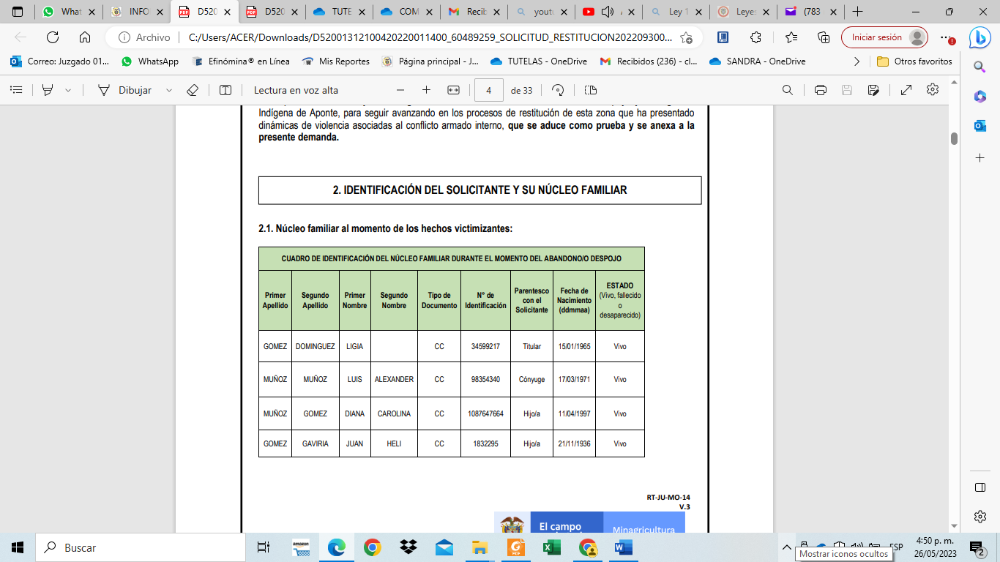 What
INFO
D520
D520
TUTE
COM
Recib
youtu
Ley 1
Leyes
(783
Archivo
C:/Users/ACER/Downloads/D52001312100420220011400_60489259_SOLICITUD_RESTITUCION202209300...
Iniciar sesión
Correo: Juzgado 01...
WhatsApp
Efinómina® en Línea
Mis Reportes
Página principal - J...
TUTELAS - OneDrive
Recibidos (236) - cl...
SANDRA - OneDrive
Otros favoritos
Dibujar
Lectura en voz alta
4
de 33
Indígena de Aponte, para seguir avanzando en los procesos de restitución de esta zona que ha presentado
dinámicas de violencia asociadas al conflicto armado interno, que se aduce como prueba y se anexa a la
presente demanda.
2. IDENTIFICACIÓN DEL SOLICITANTE Y SU NÚCLEO FAMILIAR
2.1. Núcleo familiar al momento de los hechos victimizantes:
CUADRO DE IDENTIFICACIÓN DEL NÚCLEO FAMILIAR DURANTE EL MOMENTO DEL ABANDONO/O DESPOJO
Primer Apellido Segundo Apellido Primer Nombre Segundo Nombre Tipo de Documento N° de Identificación Parentesco con el Solicitante Fecha de Nacimiento (ddmmaa) ESTADO (Vivo, fallecido o desaparecido)
GOMEZ DOMINGUEZ LIGIA CC 34599217 Titular 15/01/1965 Vivo
MUÑOZ MUÑOZ LUIS ALEXANDER CC 98354340 Cónyuge 17/03/1971 Vivo
MUÑOZ GOMEZ DIANA CAROLINA CC 1087647664 Hijo/a 11/04/1997 Vivo
GOMEZ GAVIRIA JUAN HELI CC 1832295 Hijo/a 21/11/1936 Vivo
RT-JU-MO-14
V.3
El campo
Minagricultura
Buscar
amazon
ESP
4:50 p. m.
26/05/2023
2
Mostrar iconos ocultos